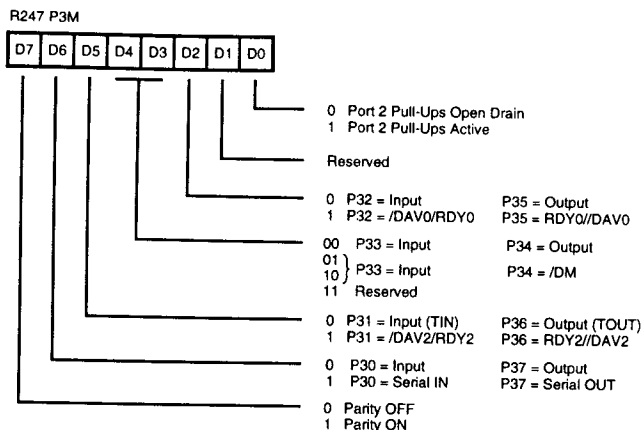 R247 P3M
D7 D6 D5 D4 D3 D2 D1 D0
0 Port 2 Pull-Ups Open Drain
1 Port 2 Pull-Ups Active
Reserved
0 P32 = Input P35 = Output
1 P32 = /DAV0/RDY0 P35 = RDY0//DAV0
00 P33 = Input P34 = Output
01
10 } P33 = Input P34 = /DM
11 Reserved
0 P31 = Input (TIN) P36 = Output (TOUT)
1 P31 = /DAV2/RDY2 P36 = RDY2//DAV2
0 P30 = Input P37 = Output
1 P30 = Serial IN P37 = Serial OUT
0 Parity OFF
1 Parity ON